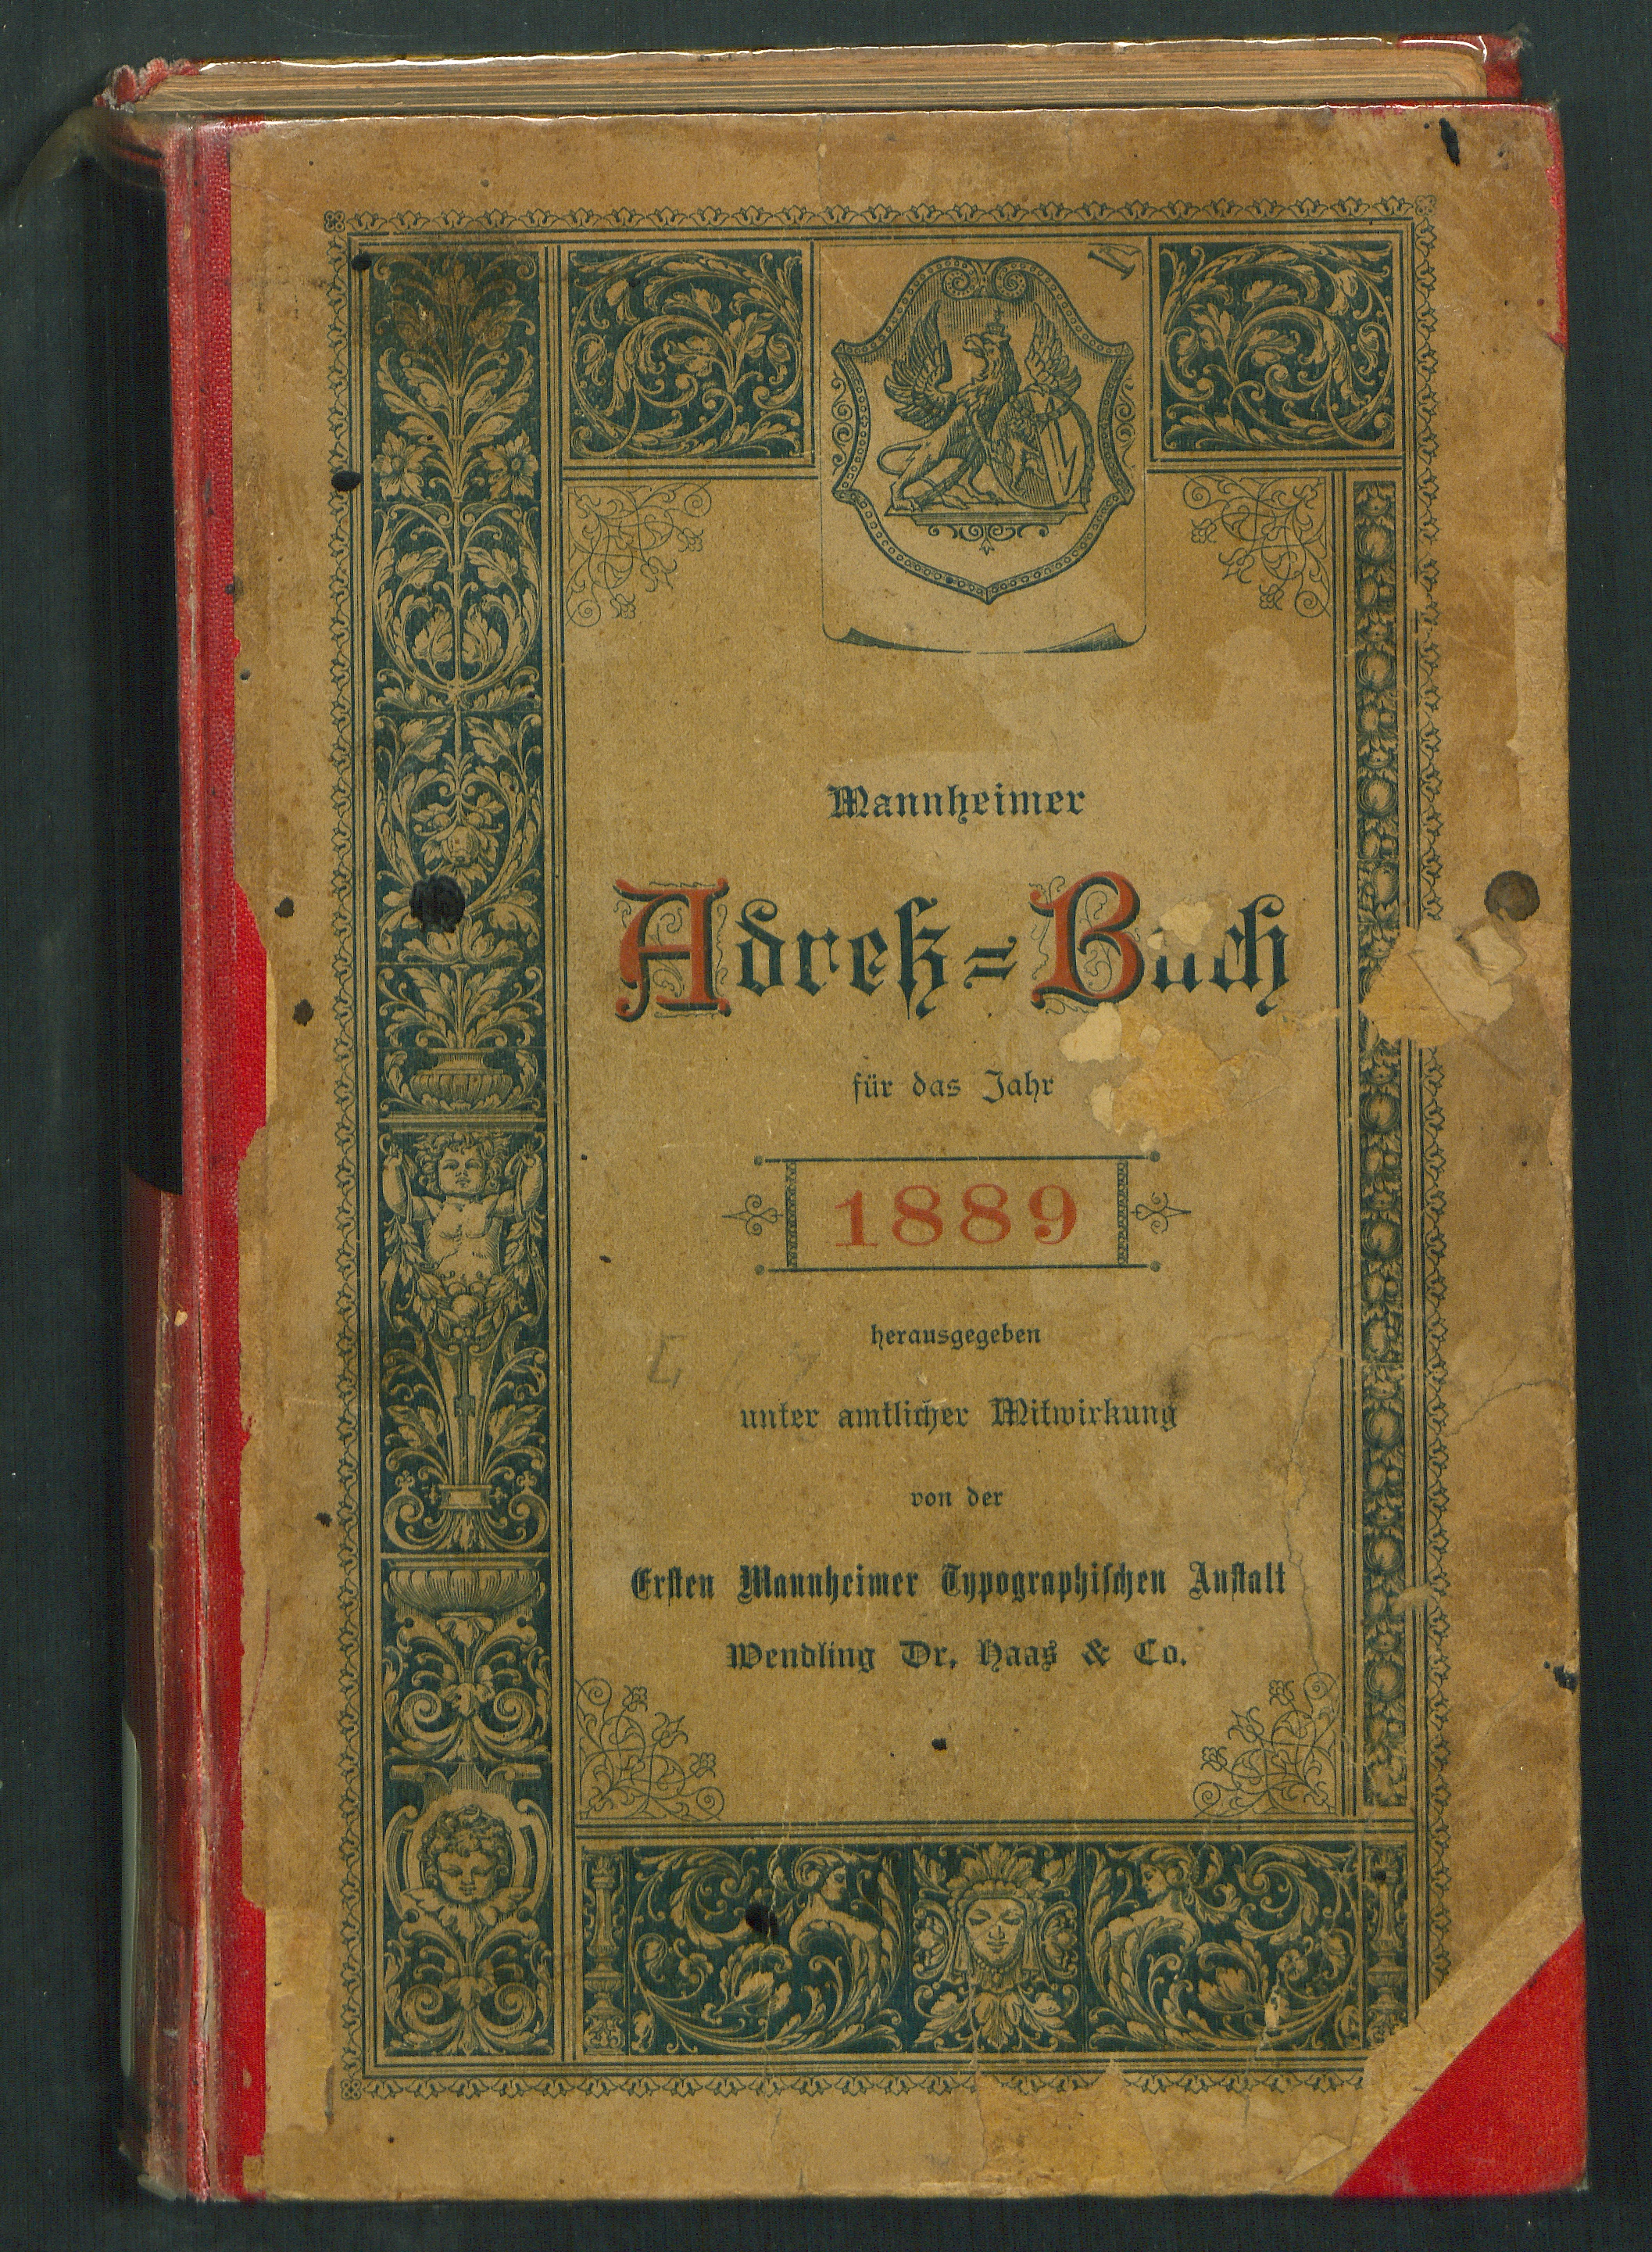 Mannheimer
Adreß=Buch
für das Jahr
1889
herausgegeben
unter amtlicher Mitwirkung
von der
Ersten Mannheimer Typographischen Anstalt
Wendling Dr. Haas & Co.